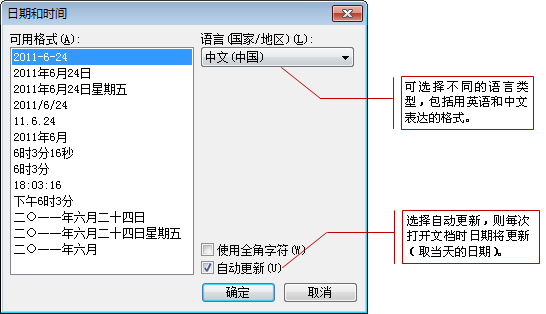 日期和时间
可用格式(A):
2011-6-24
2011年6月24日
2011年6月24日星期五
2011/6/24
11.6.24
2011年6月
6时3分16秒
6时3分
18:03:16
下午6时3分
二〇一一年六月二十四日
二〇一一年六月二十四日星期五
二〇一一年六月
语言(国家/地区)(L):
中文(中国)
使用全角字符(W)
自动更新(U)
确定
取消
可选择不同的语言类
型,包括用英语和中文
表达的格式。
选择自动更新,则每次
打开文档时日期将更新
(取当天的日期)。